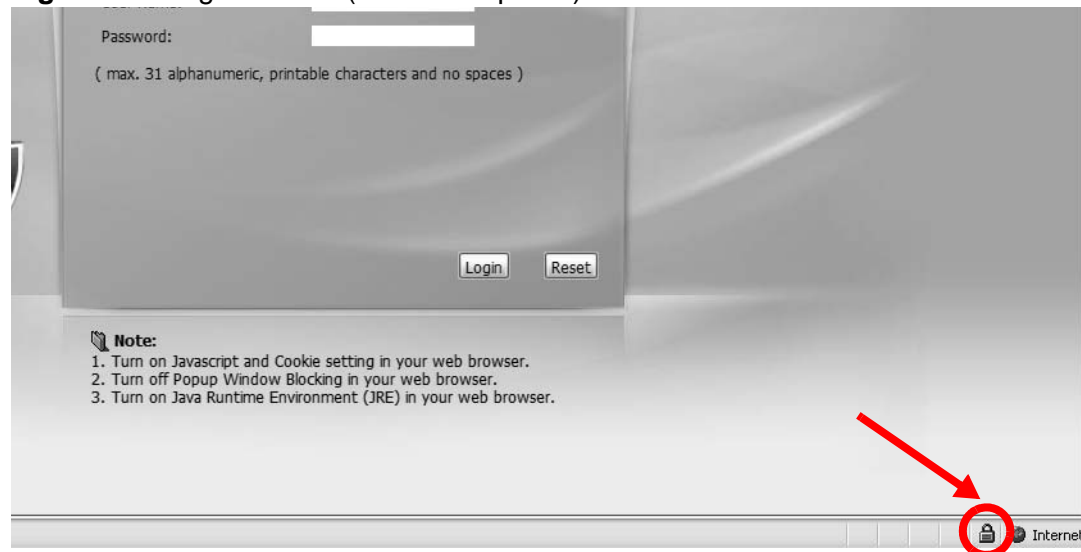 Password:
( max. 31 alphanumeric, printable characters and no spaces )
Login Reset
Note:
1. Turn on Javascript and Cookie setting in your web browser.
2. Turn off Popup Window Blocking in your web browser.
3. Turn on Java Runtime Environment (JRE) in your web browser.
Internet